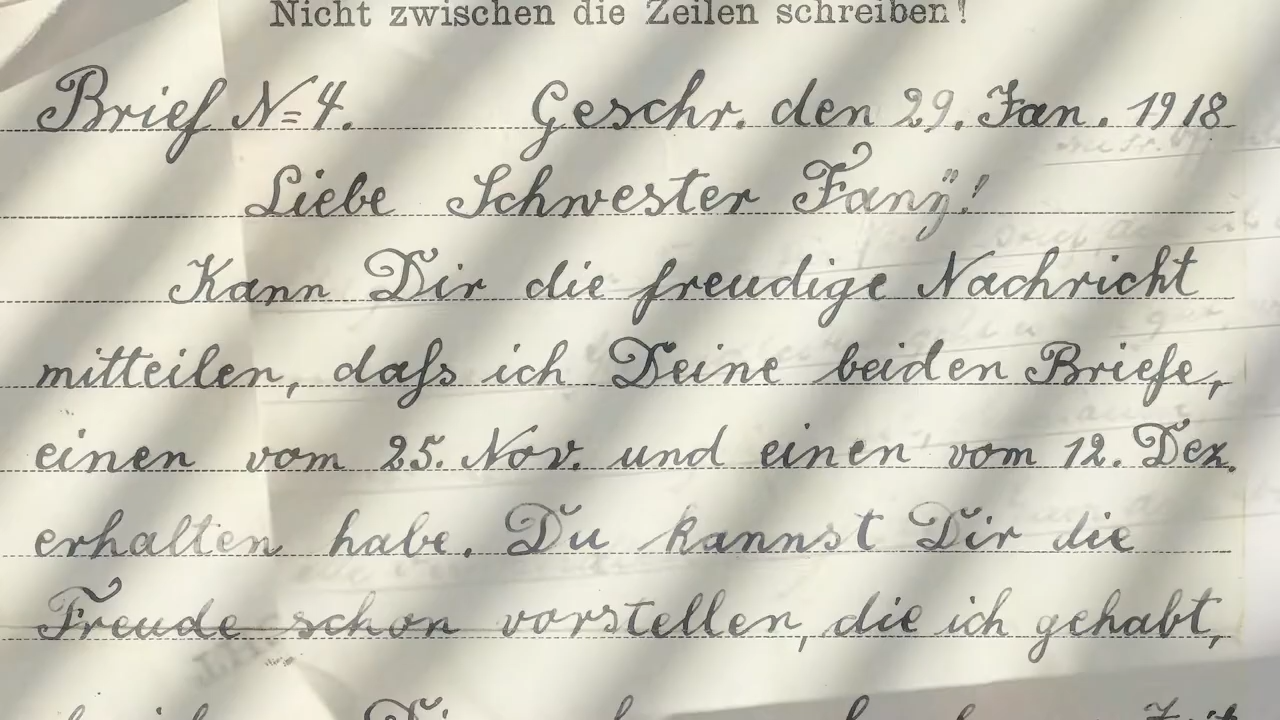 Nicht zwischen die Zeilen schreiben!
Brief N=4. Geschr. den 29. Jan. 1918
Liebe Schwester Fanÿ!
Kann Dir die freudige Nachricht
mitteilen, daſs ich Deine beiden Briefe,
einen vom 25. Nov. und einen vom 12. Dez.
erhalten habe. Du kannst Dir die
Freude schon vorstellen, die ich gehabt,